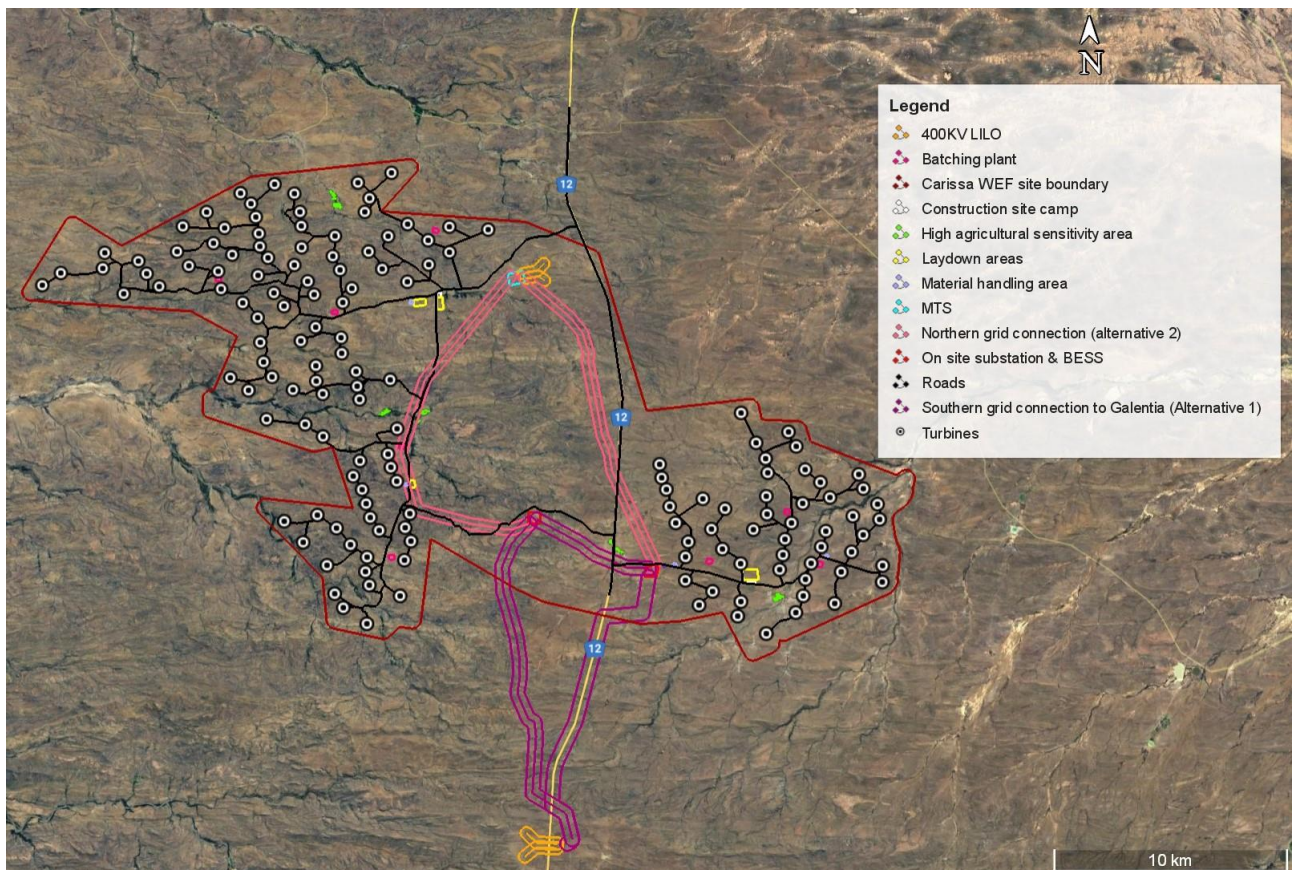 N
Legend
400KV LILO
Batching plant
Carissa WEF site boundary
Construction site camp
High agricultural sensitivity area
Laydown areas
Material handling area
MTS
Northern grid connection (alternative 2)
On site substation & BESS
Roads
Southern grid connection to Galentia (Alternative 1)
Turbines
12
12
12
10 km